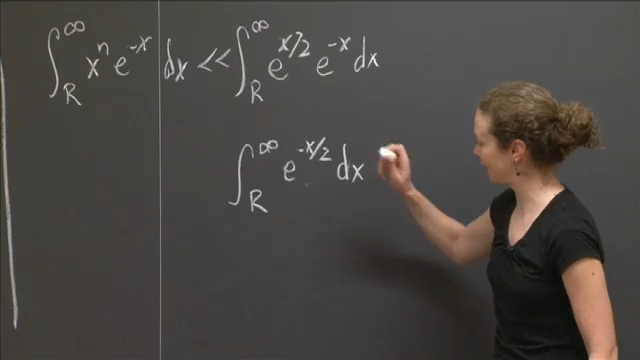 ∫_R^∞ x^n e^{-x} dx << ∫_R^∞ e^{x/2} e^{-x} dx
∫_R^∞ e^{-x/2} dx